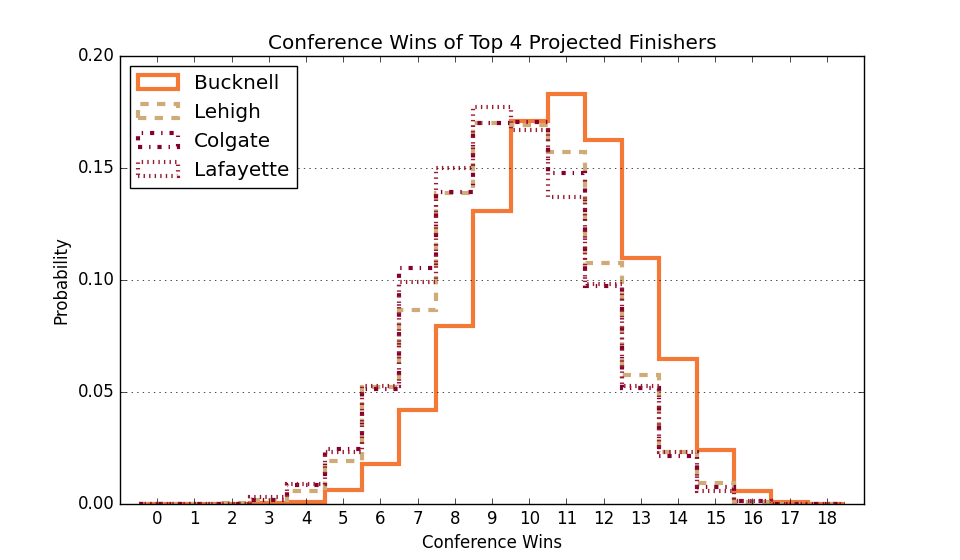 Conference Wins of Top 4 Projected Finishers
0.20
Bucknell
Lehigh
Colgate
Lafayette
0.15
0.10
0.05
0.00
Probability
0 1 2 3 4 5 6 7 8 9 10 11 12 13 14 15 16 17 18
Conference Wins